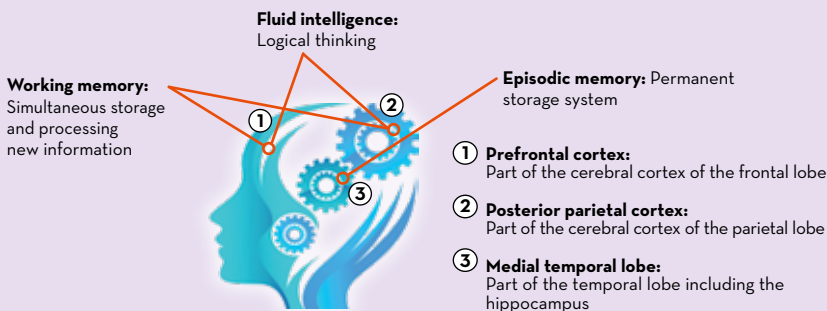 Fluid intelligence:
Logical thinking
Working memory:
Simultaneous storage
and processing
new information
Episodic memory: Permanent
storage system
1
2
3
1 Prefrontal cortex:
Part of the cerebral cortex of the frontal lobe
2 Posterior parietal cortex:
Part of the cerebral cortex of the parietal lobe
3 Medial temporal lobe:
Part of the temporal lobe including the
hippocampus